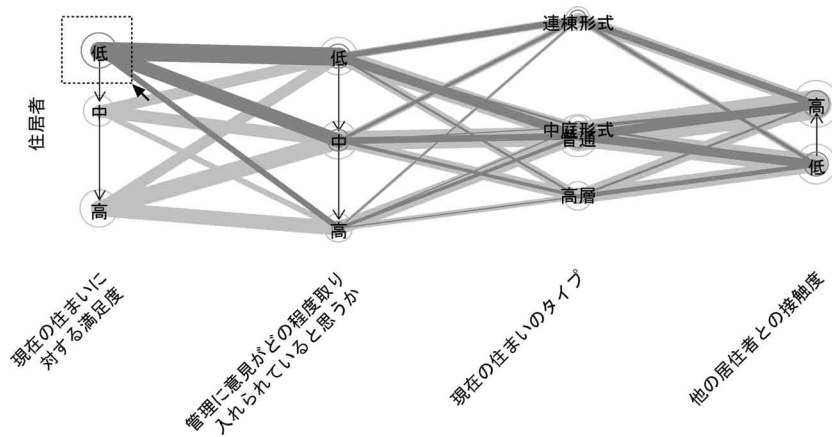 住居者
低
中
高
低
中
高
連棟形式
中庭形式
普通
高層
高
低
現在の住まいに
対する満足度
管理に意見がどの程度取り
入れられていると思うか
現在の住まいのタイプ
他の居住者との接触度